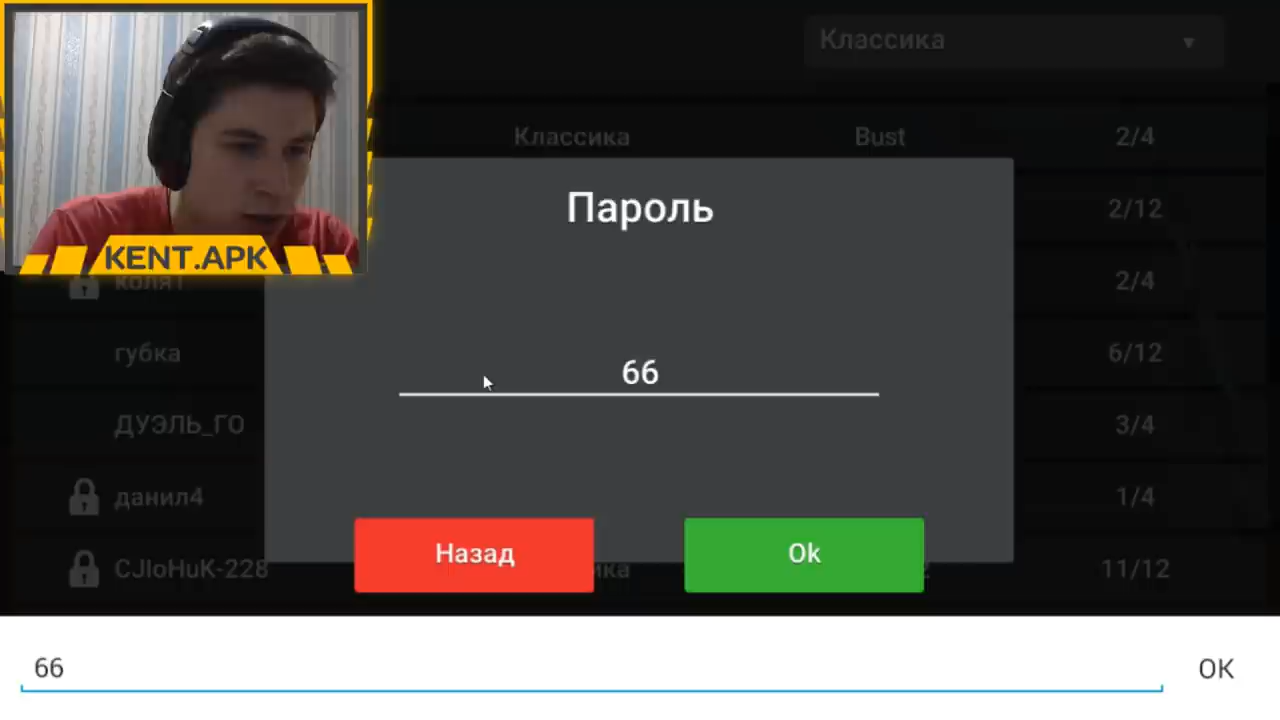 Классика
Классика Bust 2/4
Пароль
2/12
KENT.APK
коля1 2/4
губка 6/12
66
ДУЭЛЬ_ГО 3/4
данил4 1/4
Назад Ok
CJIoHuK-228 11/12
66 OK